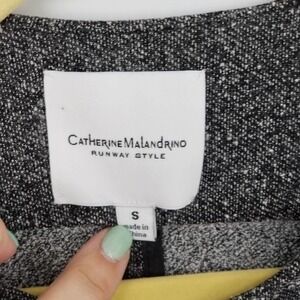 CATHERINE MALANDRINO
RUNWAY STYLE
S
made in
China